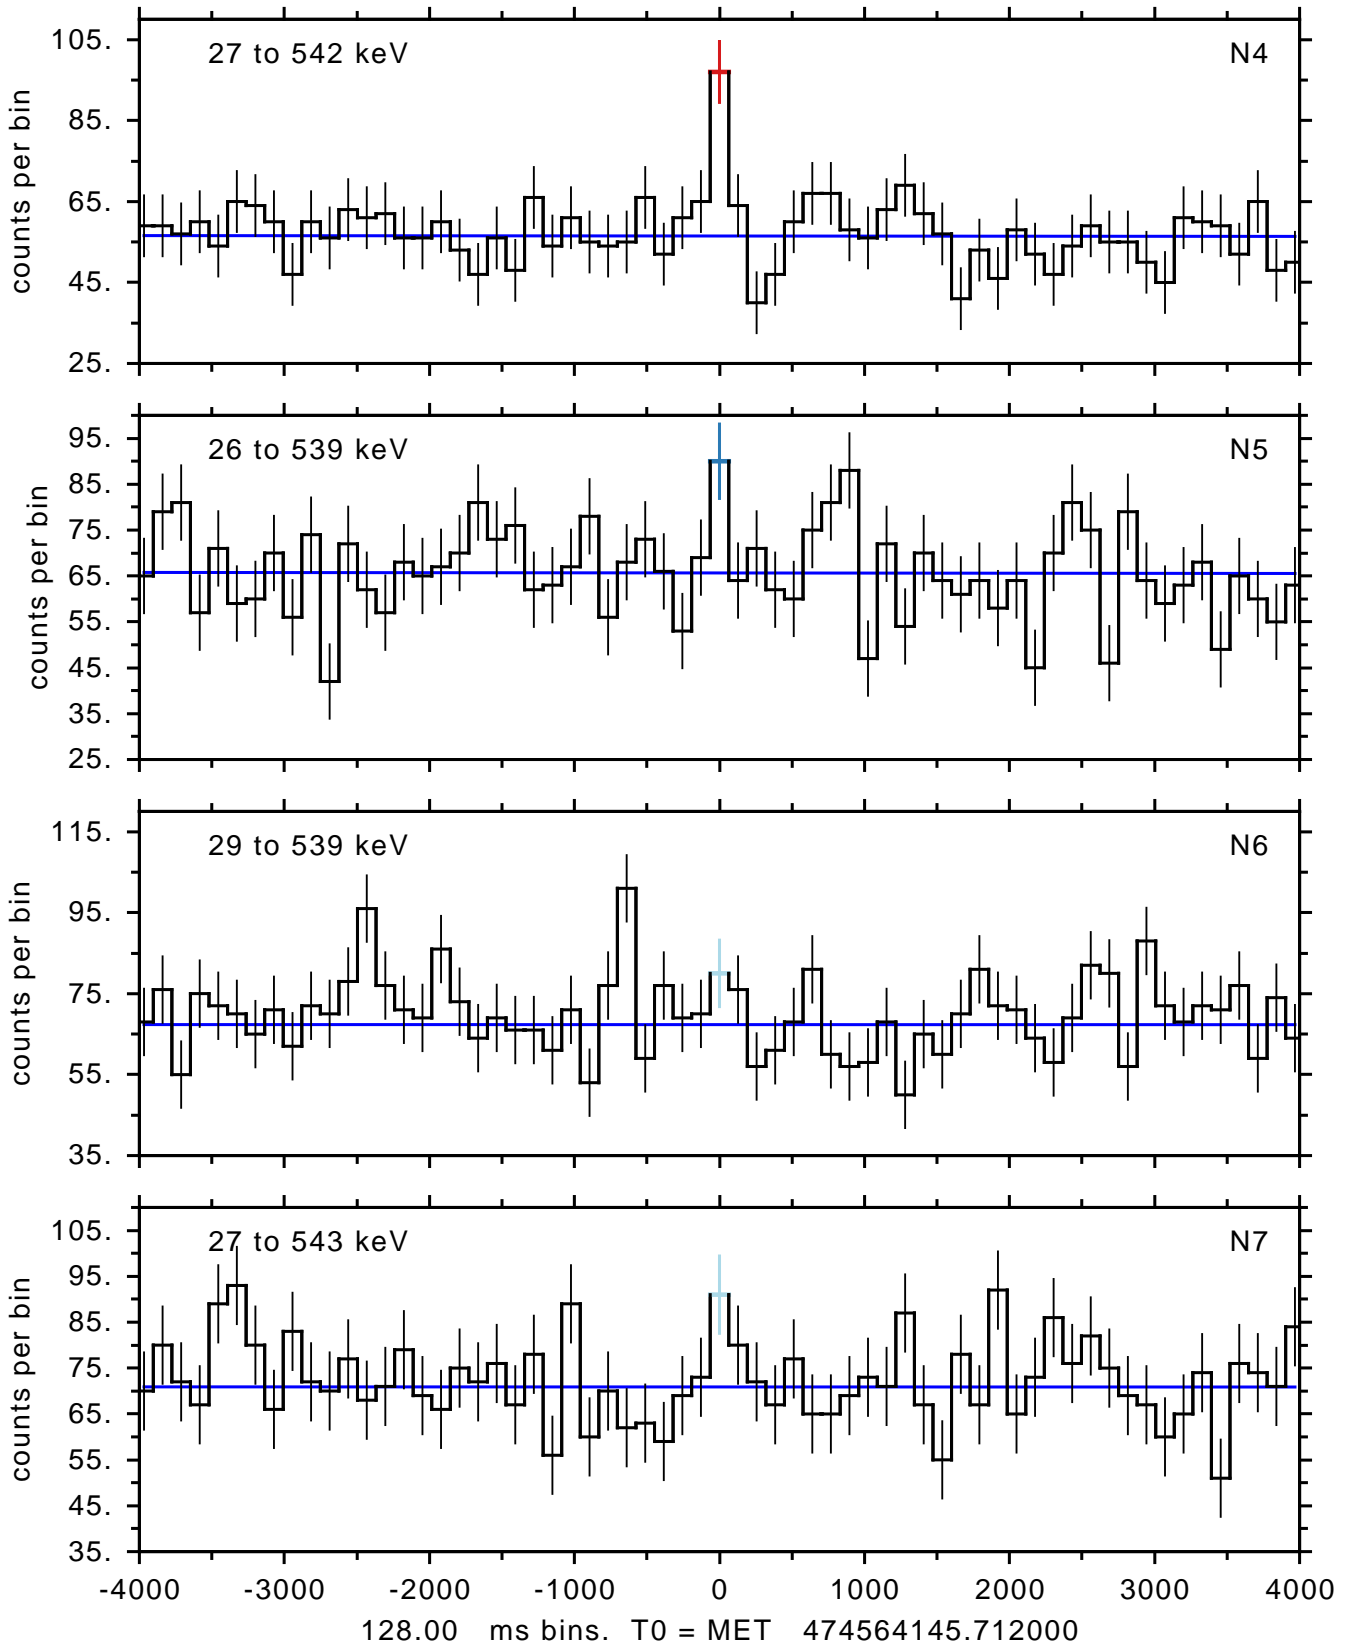 27 to 542 keV N4
105.
85.
65.
45.
25.
counts per bin
26 to 539 keV N5
95.
85.
75.
65.
55.
45.
35.
25.
counts per bin
29 to 539 keV N6
115.
95.
75.
55.
35.
counts per bin
27 to 543 keV N7
105.
95.
85.
75.
65.
55.
45.
35.
counts per bin
-4000 -3000 -2000 -1000 0 1000 2000 3000 4000
128.00 ms bins. T0 = MET 474564145.712000